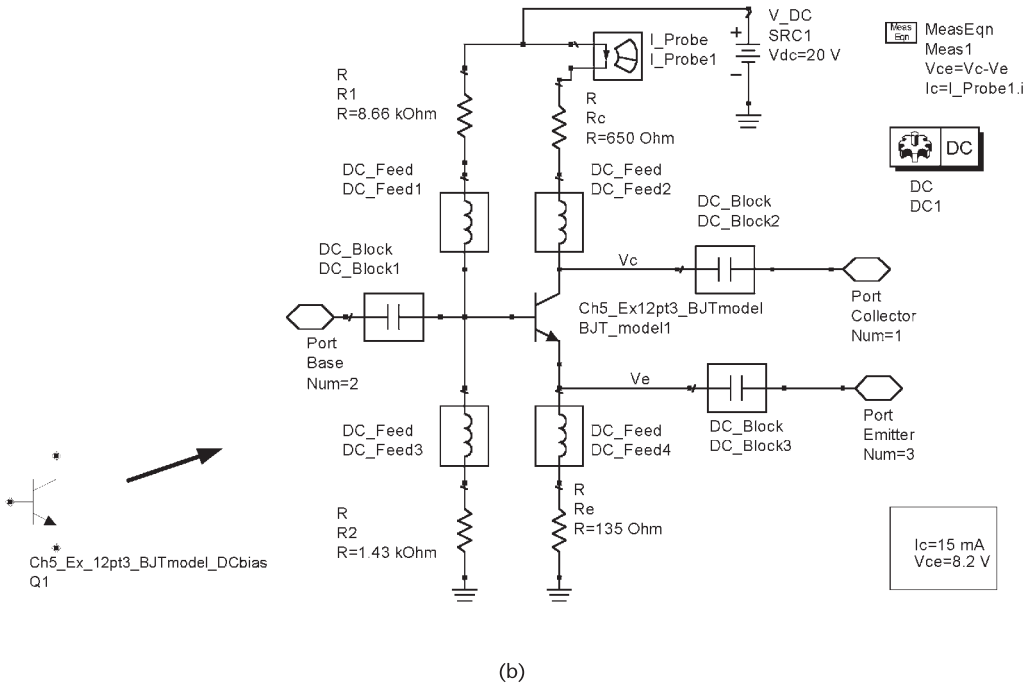 V_DC
SRC1
Vdc=20 V
Meas
Eqn
MeasEqn
Meas1
Vce=Vc-Ve
Ic=I_Probe1.i
I_Probe
I_Probe1
R
R1
R=8.66 kOhm
R
Rc
R=650 Ohm
DC
DC
DC1
DC_Feed
DC_Feed1
DC_Feed
DC_Feed2
DC_Block
DC_Block2
DC_Block
DC_Block1
Vc
Port
Collector
Num=1
Ch5_Ex12pt3_BJTmodel
BJT_model1
Port
Base
Num=2
Ve
Port
Emitter
Num=3
DC_Feed
DC_Feed3
DC_Feed
DC_Feed4
DC_Block
DC_Block3
R
R2
R=1.43 kOhm
R
Re
R=135 Ohm
Ic=15 mA
Vce=8.2 V
Ch5_Ex_12pt3_BJTmodel_DCbias
Q1
(b)